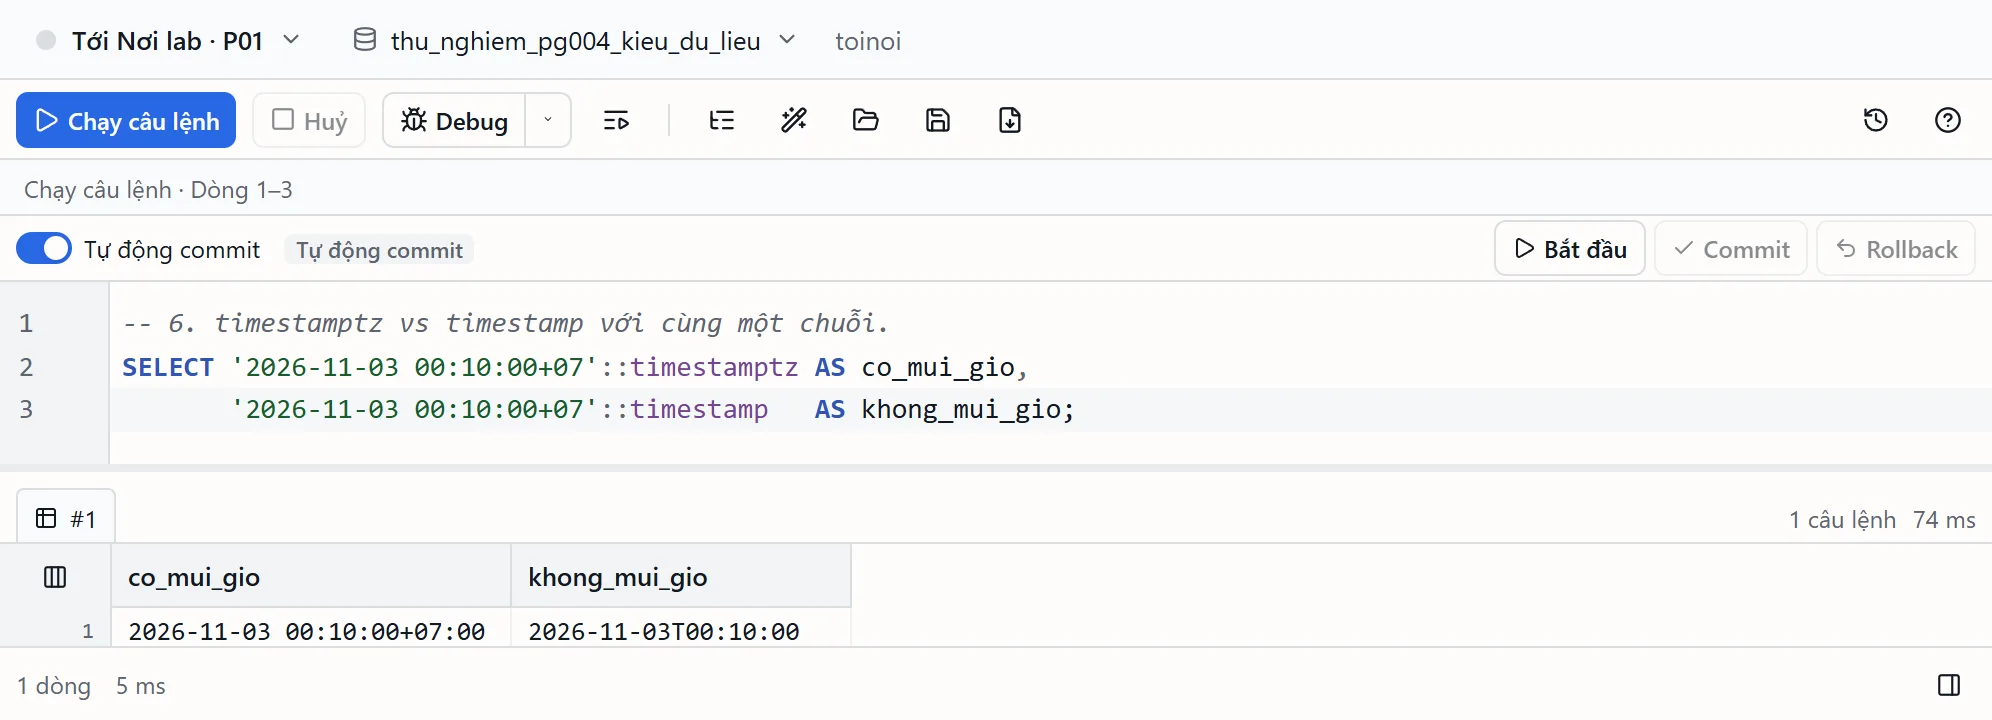 Tới Nơi lab · P01 thu_nghiem_pg004_kieu_du_lieu toinoi
Chạy câu lệnh Huỷ Debug
Chạy câu lệnh · Dòng 1–3
Tự động commit Tự động commit Bắt đầu Commit Rollback
1 -- 6. timestamptz vs timestamp với cùng một chuỗi.
2 SELECT '2026-11-03 00:10:00+07'::timestamptz AS co_mui_gio,
3 '2026-11-03 00:10:00+07'::timestamp AS khong_mui_gio;
#1 1 câu lệnh 74 ms
co_mui_gio khong_mui_gio
1 2026-11-03 00:10:00+07:00 2026-11-03T00:10:00
1 dòng 5 ms